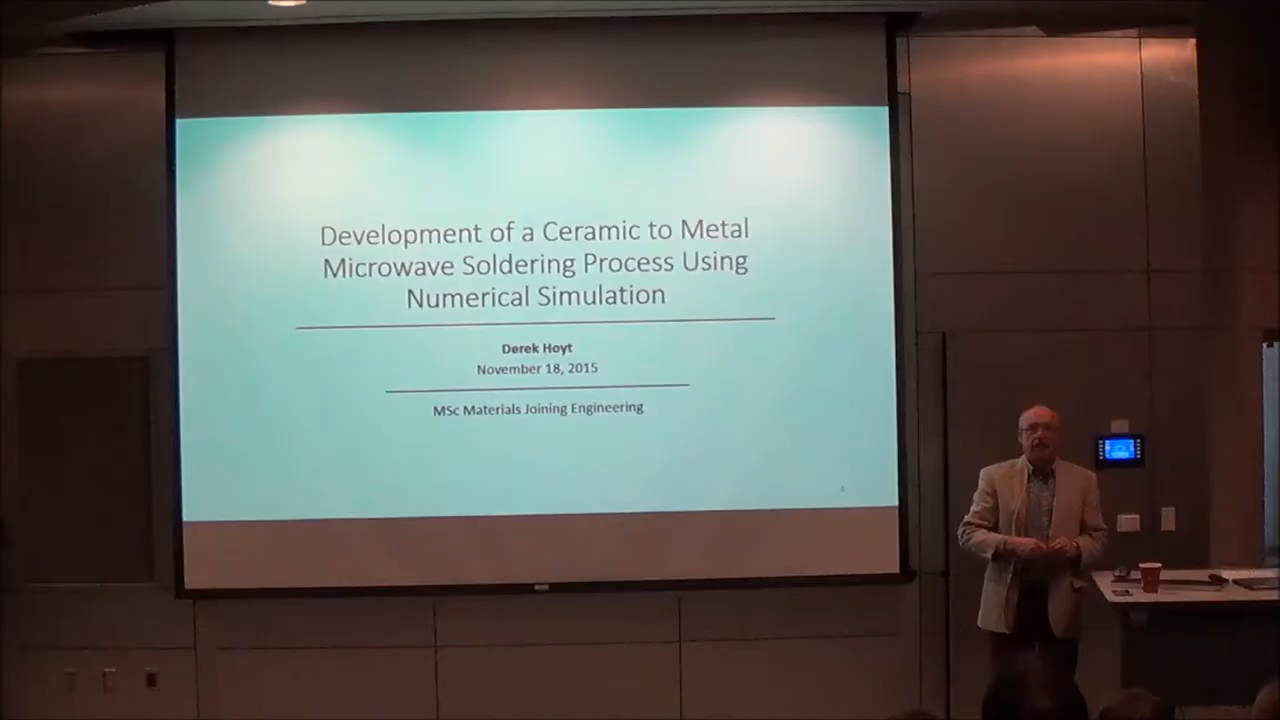 Development of a Ceramic to Metal
Microwave Soldering Process Using
Numerical Simulation
Derek Hoyt
November 18, 2015
MSc Materials Joining Engineering